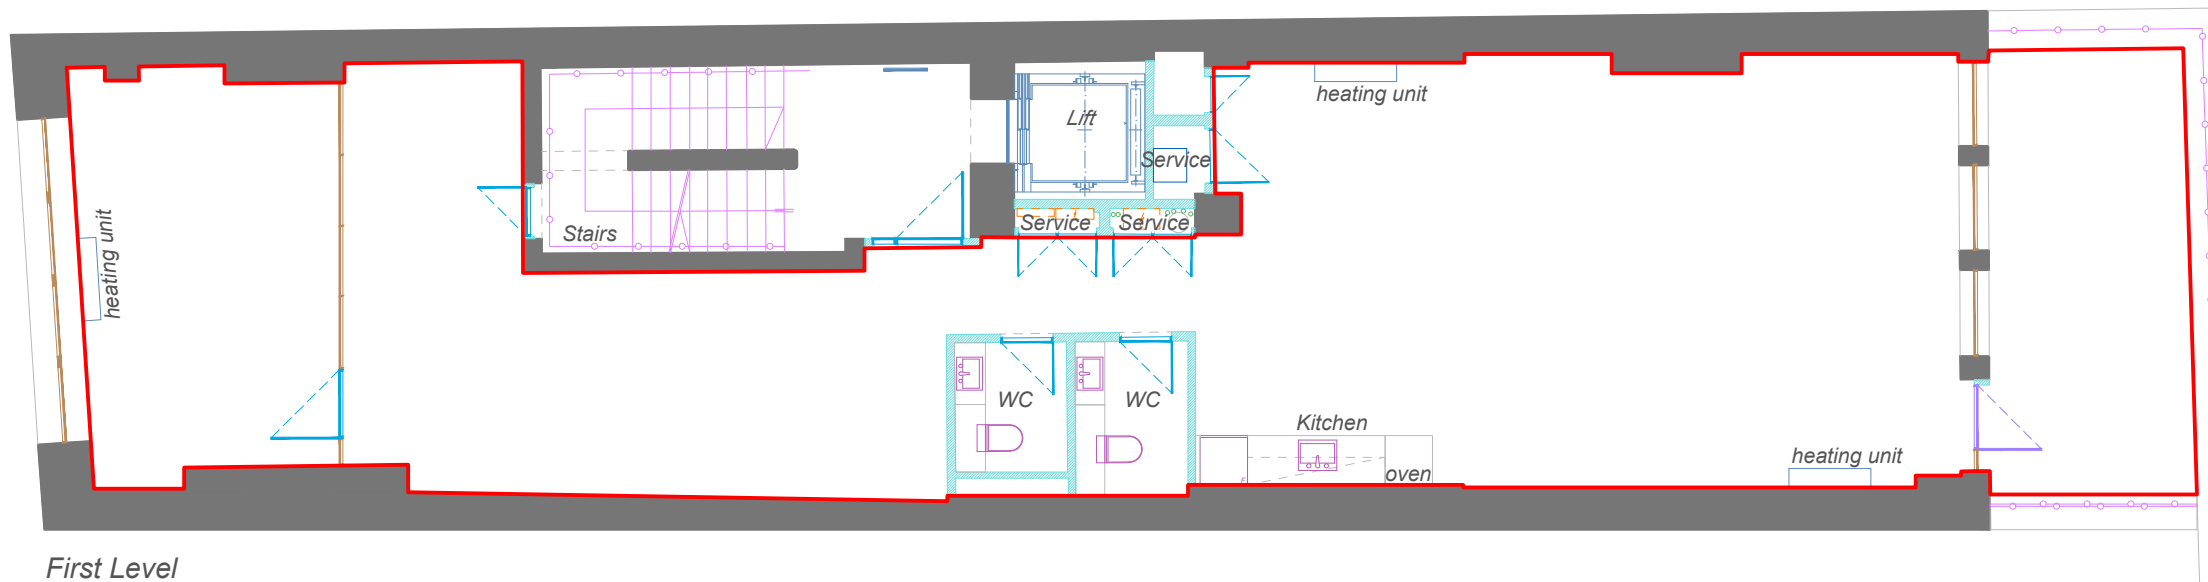 heating unit
Lift
Service
Stairs
Service
Service
heating unit
WC
WC
Kitchen
oven
heating unit
First Level